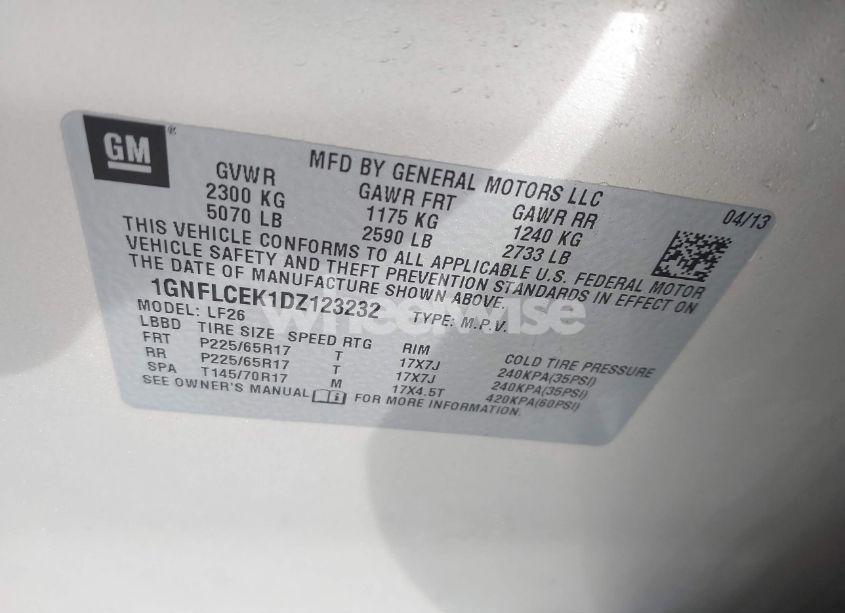 GM®
MFD BY GENERAL MOTORS LLC
04/13
GVWR GAWR FRT GAWR RR
2300 KG 1175 KG 1240 KG
5070 LB 2590 LB 2733 LB
THIS VEHICLE CONFORMS TO ALL APPLICABLE U.S. FEDERAL MOTOR
VEHICLE SAFETY AND THEFT PREVENTION STANDARDS IN EFFECT ON
THE DATE OF MANUFACTURE SHOWN ABOVE.
1GNFLCEK1DZ123232 TYPE: M.P.V.
MODEL: LF26
LBBD TIRE SIZE SPEED RTG RIM COLD TIRE PRESSURE
FRT P225/65R17 T 17X7J 240KPA(35PSI)
RR P225/65R17 T 17X7J 240KPA(35PSI)
SPA T145/70R17 M 17X4.5T 420KPA(60PSI)
SEE OWNER'S MANUAL FOR MORE INFORMATION.
wheelwise